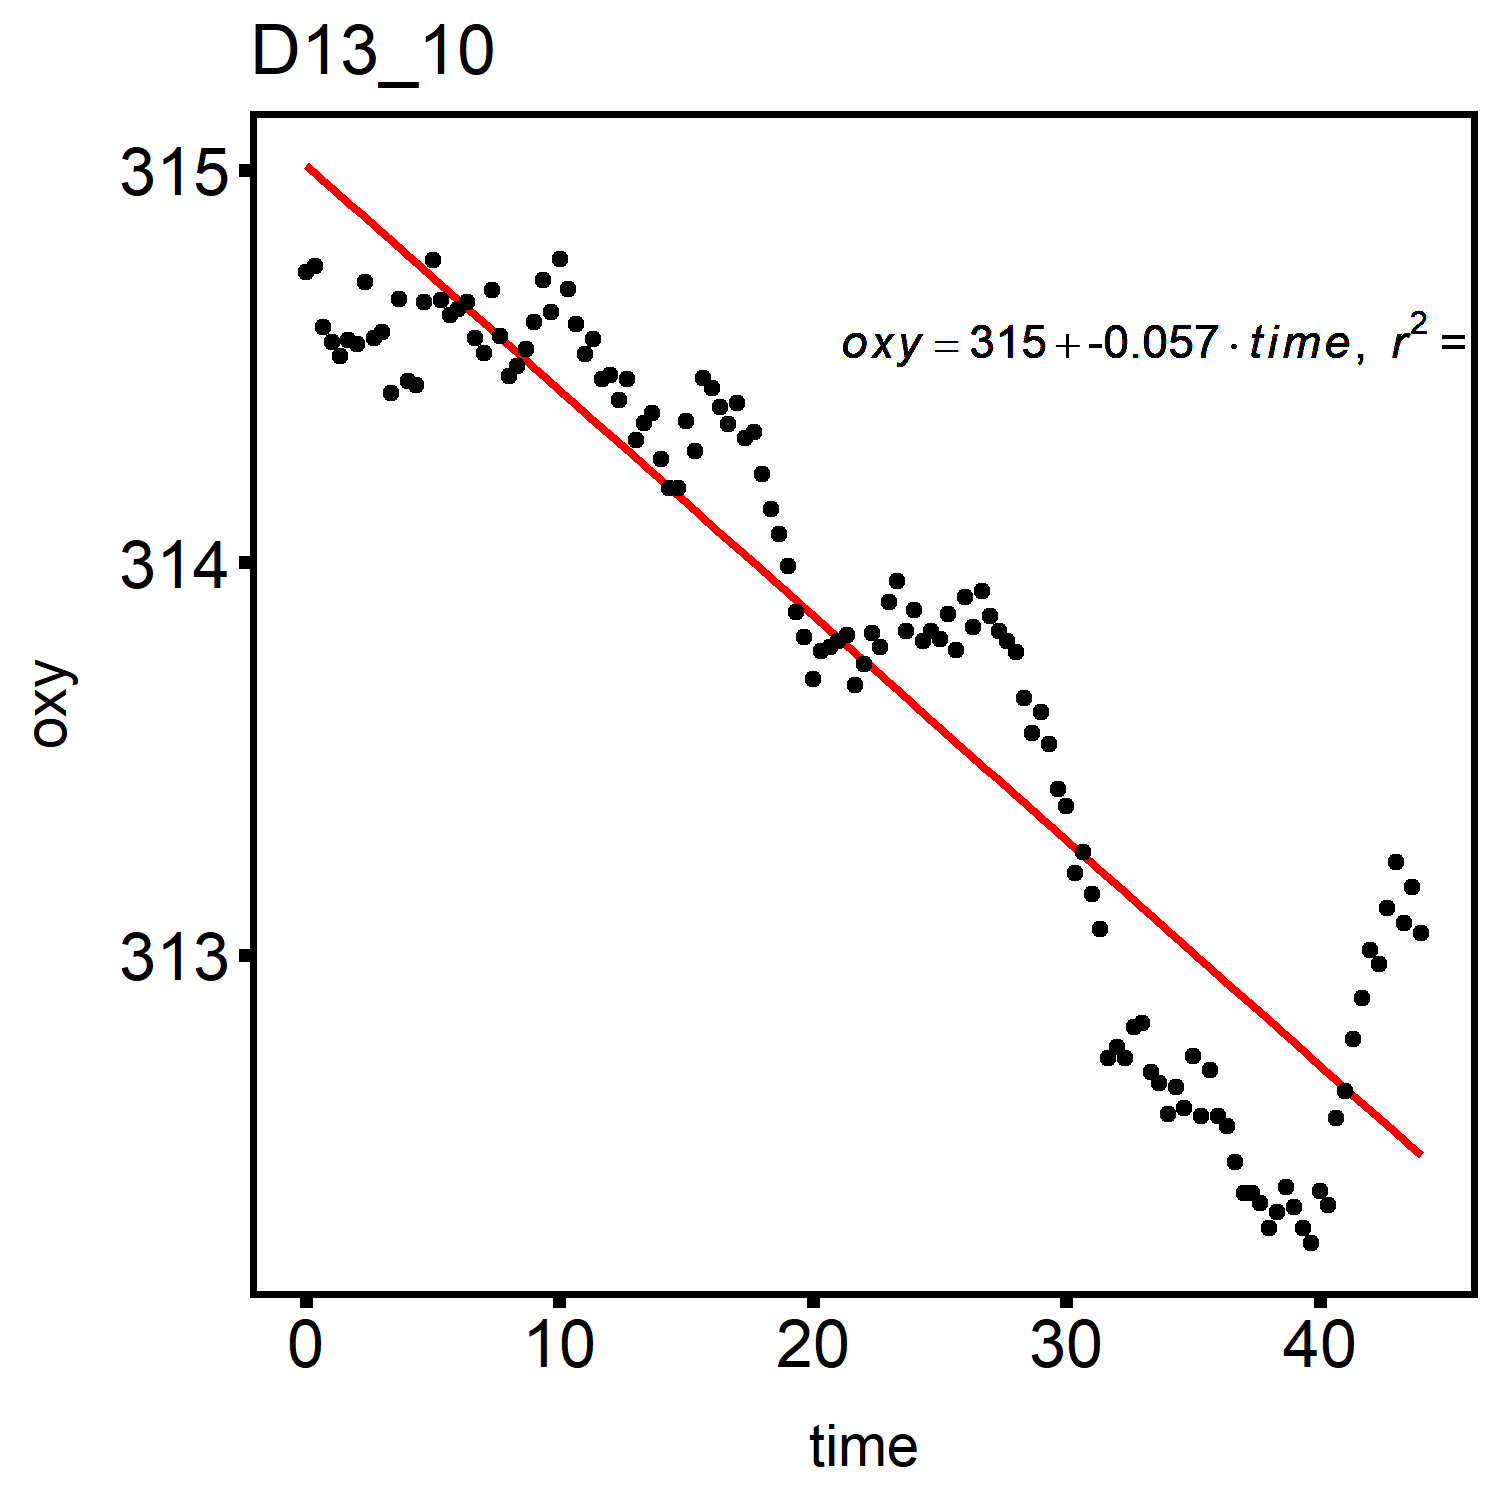 D13_10
315
oxy = 315 + -0.057 · time, r² =
314
oxy
313
0 10 20 30 40
time